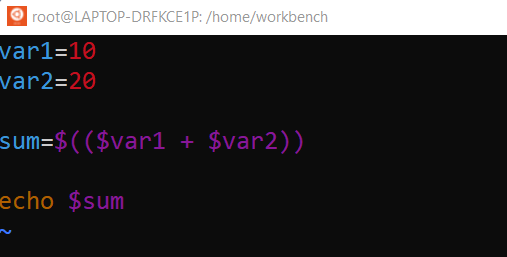 root@LAPTOP-DRFKCE1P: /home/workbench
var1=10
var2=20
sum=$(($var1 + $var2))
echo $sum
~